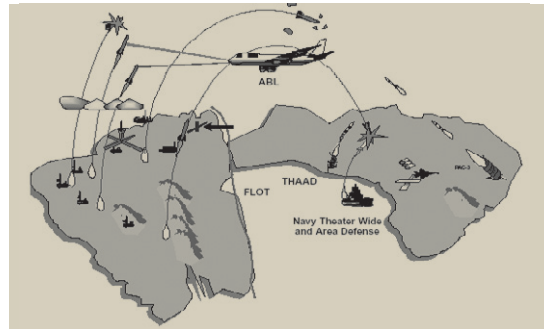 ABL
THAAD
PAC-3
FLOT
Navy Theater Wide
and Area Defense